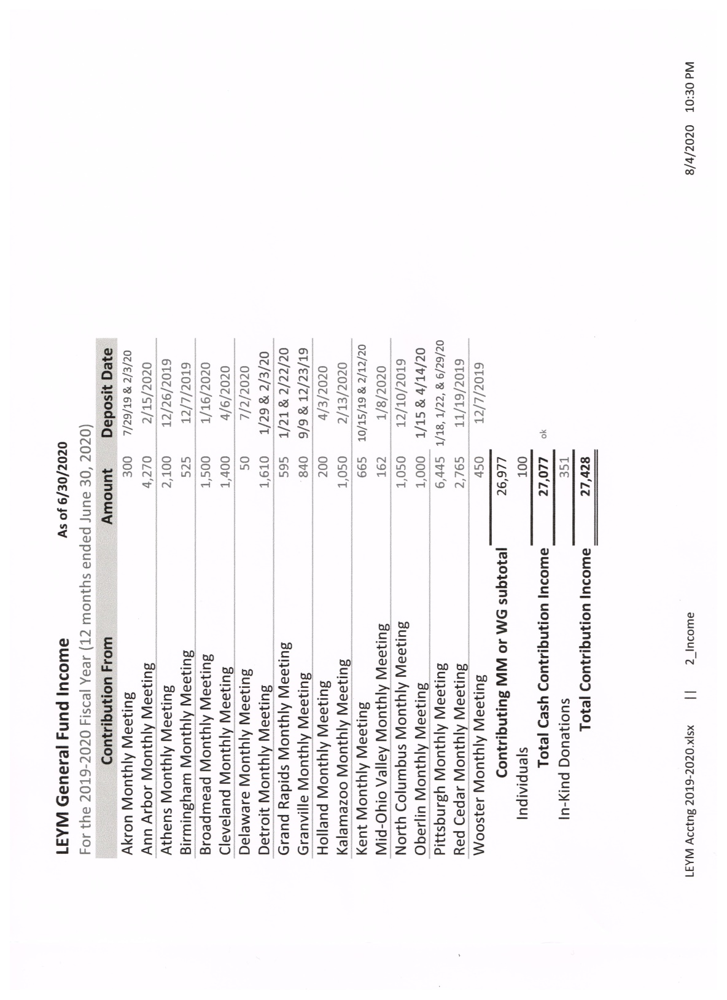 LEYM General Fund Income As of 6/30/2020
For the 2019-2020 Fiscal Year (12 months ended June 30, 2020)
Contribution From Amount Deposit Date
Akron Monthly Meeting 300 7/29/19 & 2/3/20
Ann Arbor Monthly Meeting 4,270 2/15/2020
Athens Monthly Meeting 2,100 12/26/2019
Birmingham Monthly Meeting 525 12/7/2019
Broadmead Monthly Meeting 1,500 1/16/2020
Cleveland Monthly Meeting 1,400 4/6/2020
Delaware Monthly Meeting 50 7/2/2020
Detroit Monthly Meeting 1,610 1/29 & 2/3/20
Grand Rapids Monthly Meeting 595 1/21 & 2/22/20
Granville Monthly Meeting 840 9/9 & 12/23/19
Holland Monthly Meeting 200 4/3/2020
Kalamazoo Monthly Meeting 1,050 2/13/2020
Kent Monthly Meeting 665 10/15/19 & 2/12/20
Mid-Ohio Valley Monthly Meeting 162 1/8/2020
North Columbus Monthly Meeting 1,050 12/10/2019
Oberlin Monthly Meeting 1,000 1/15 & 4/14/20
Pittsburgh Monthly Meeting 6,445 1/18, 1/22, & 6/29/20
Red Cedar Monthly Meeting 2,765 11/19/2019
Wooster Monthly Meeting 450 12/7/2019
Contributing MM or WG subtotal 26,977
Individuals 100
Total Cash Contribution Income 27,077 ok
In-Kind Donations 351
Total Contribution Income 27,428
LEYM Acctng 2019-2020.xlsx || 2_Income 8/4/2020 10:30 PM